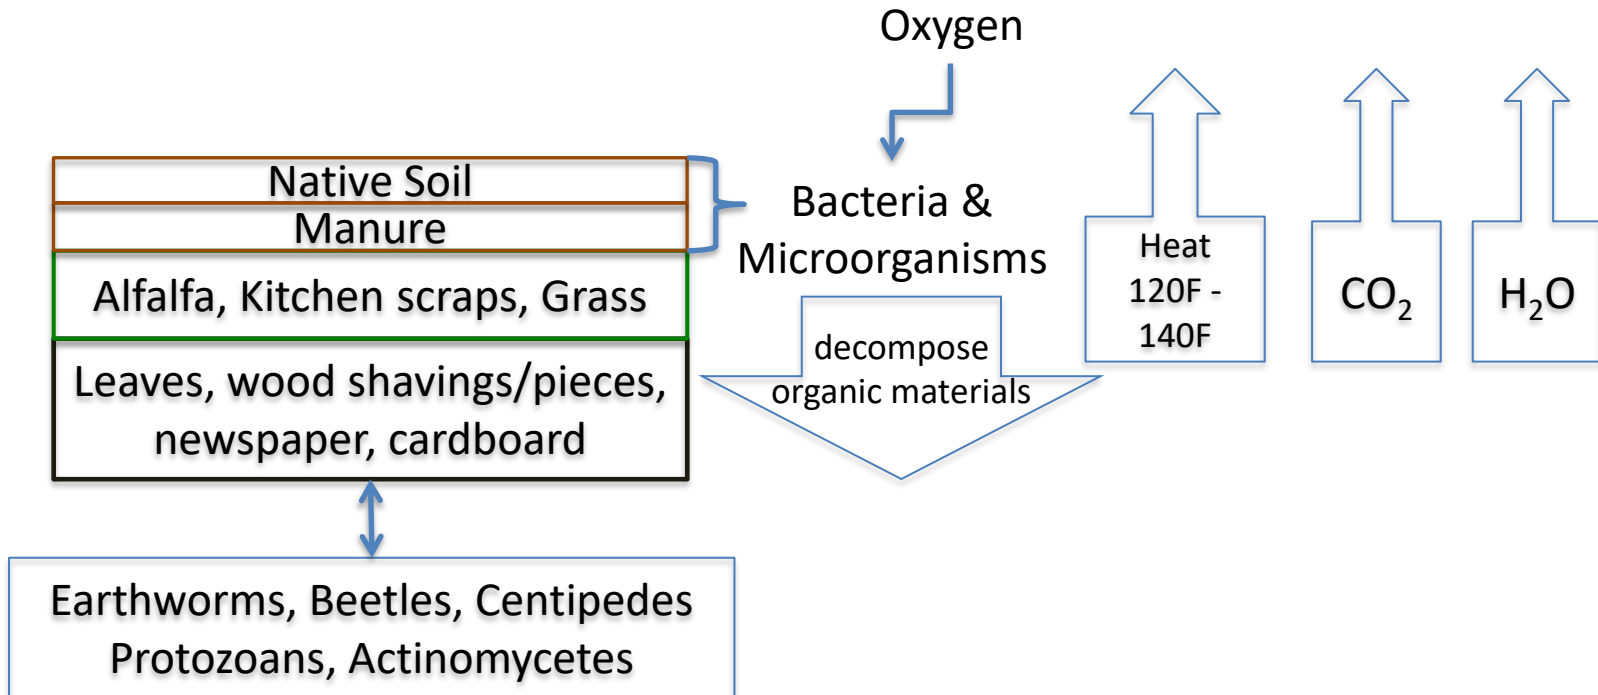 Oxygen
Native Soil
Manure
Alfalfa, Kitchen scraps, Grass
Leaves, wood shavings/pieces,
newspaper, cardboard
Earthworms, Beetles, Centipedes
Protozoans, Actinomycetes
Bacteria &
Microorganisms
decompose
organic materials
Heat
120F -
140F
CO₂
H₂O